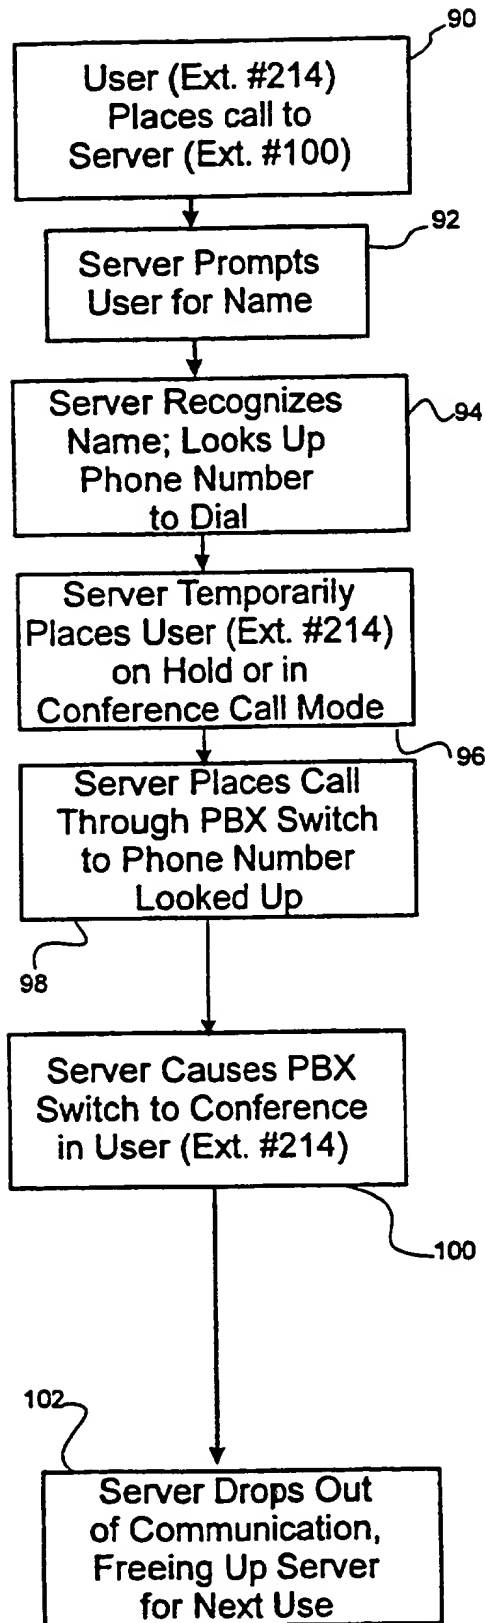 90
User (Ext. #214)
Places call to
Server (Ext. #100)
92
Server Prompts
User for Name
Server Recognizes
Name; Looks Up
Phone Number
to Dial
94
Server Temporarily
Places User (Ext. #214)
on Hold or in
Conference Call Mode
96
Server Places Call
Through PBX Switch
to Phone Number
Looked Up
98
Server Causes PBX
Switch to Conference
in User (Ext. #214)
100
102
Server Drops Out
of Communication,
Freeing Up Server
for Next Use